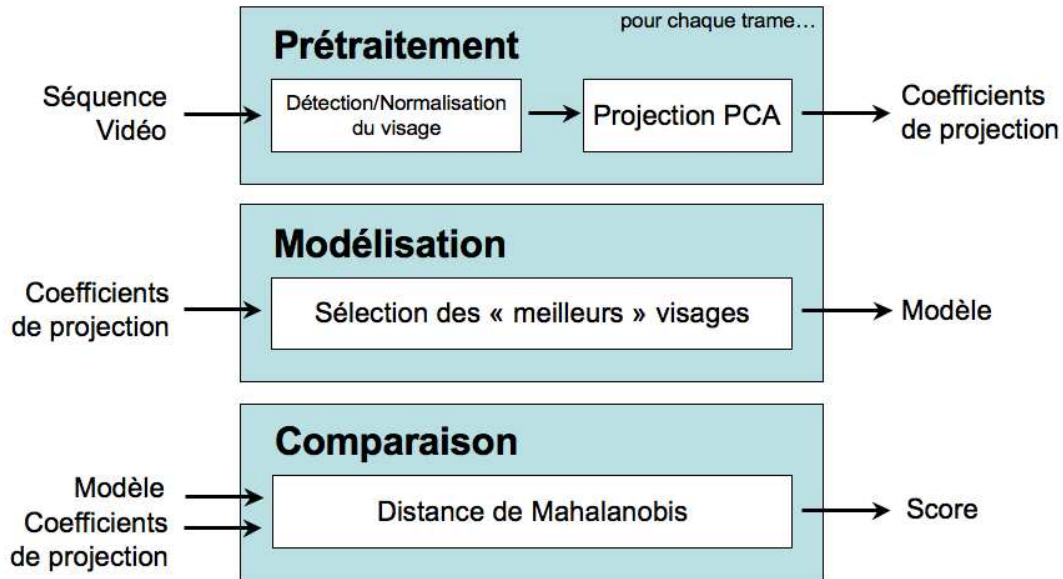 pour chaque trame...
Prétraitement
Séquence
Vidéo
Détection/Normalisation
du visage
Projection PCA
Coefficients
de projection
Modélisation
Coefficients
de projection
Sélection des « meilleurs » visages
Modèle
Comparaison
Modèle
Coefficients
de projection
Distance de Mahalanobis
Score